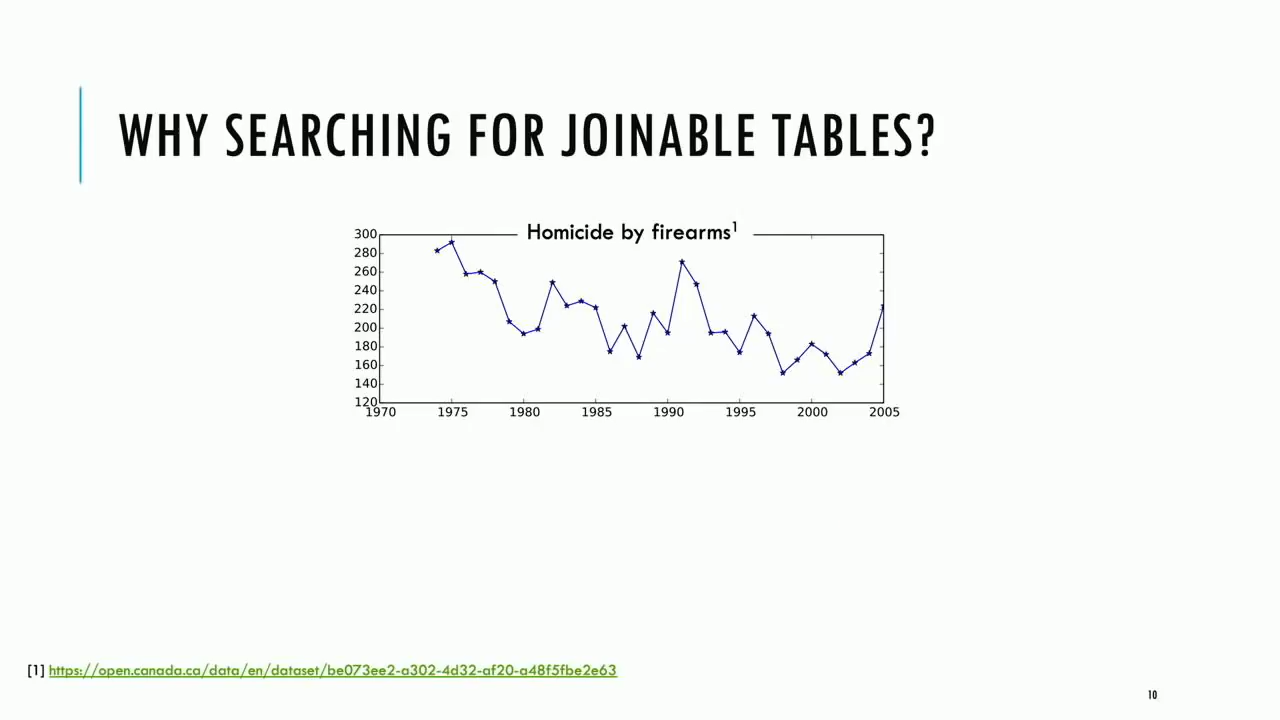 WHY SEARCHING FOR JOINABLE TABLES?
Homicide by firearms¹
300
280
260
240
220
200
180
160
140
120
1970 1975 1980 1985 1990 1995 2000 2005
[1] https://open.canada.ca/data/en/dataset/be073ee2-a302-4d32-af20-a48f5fbe2e63
10